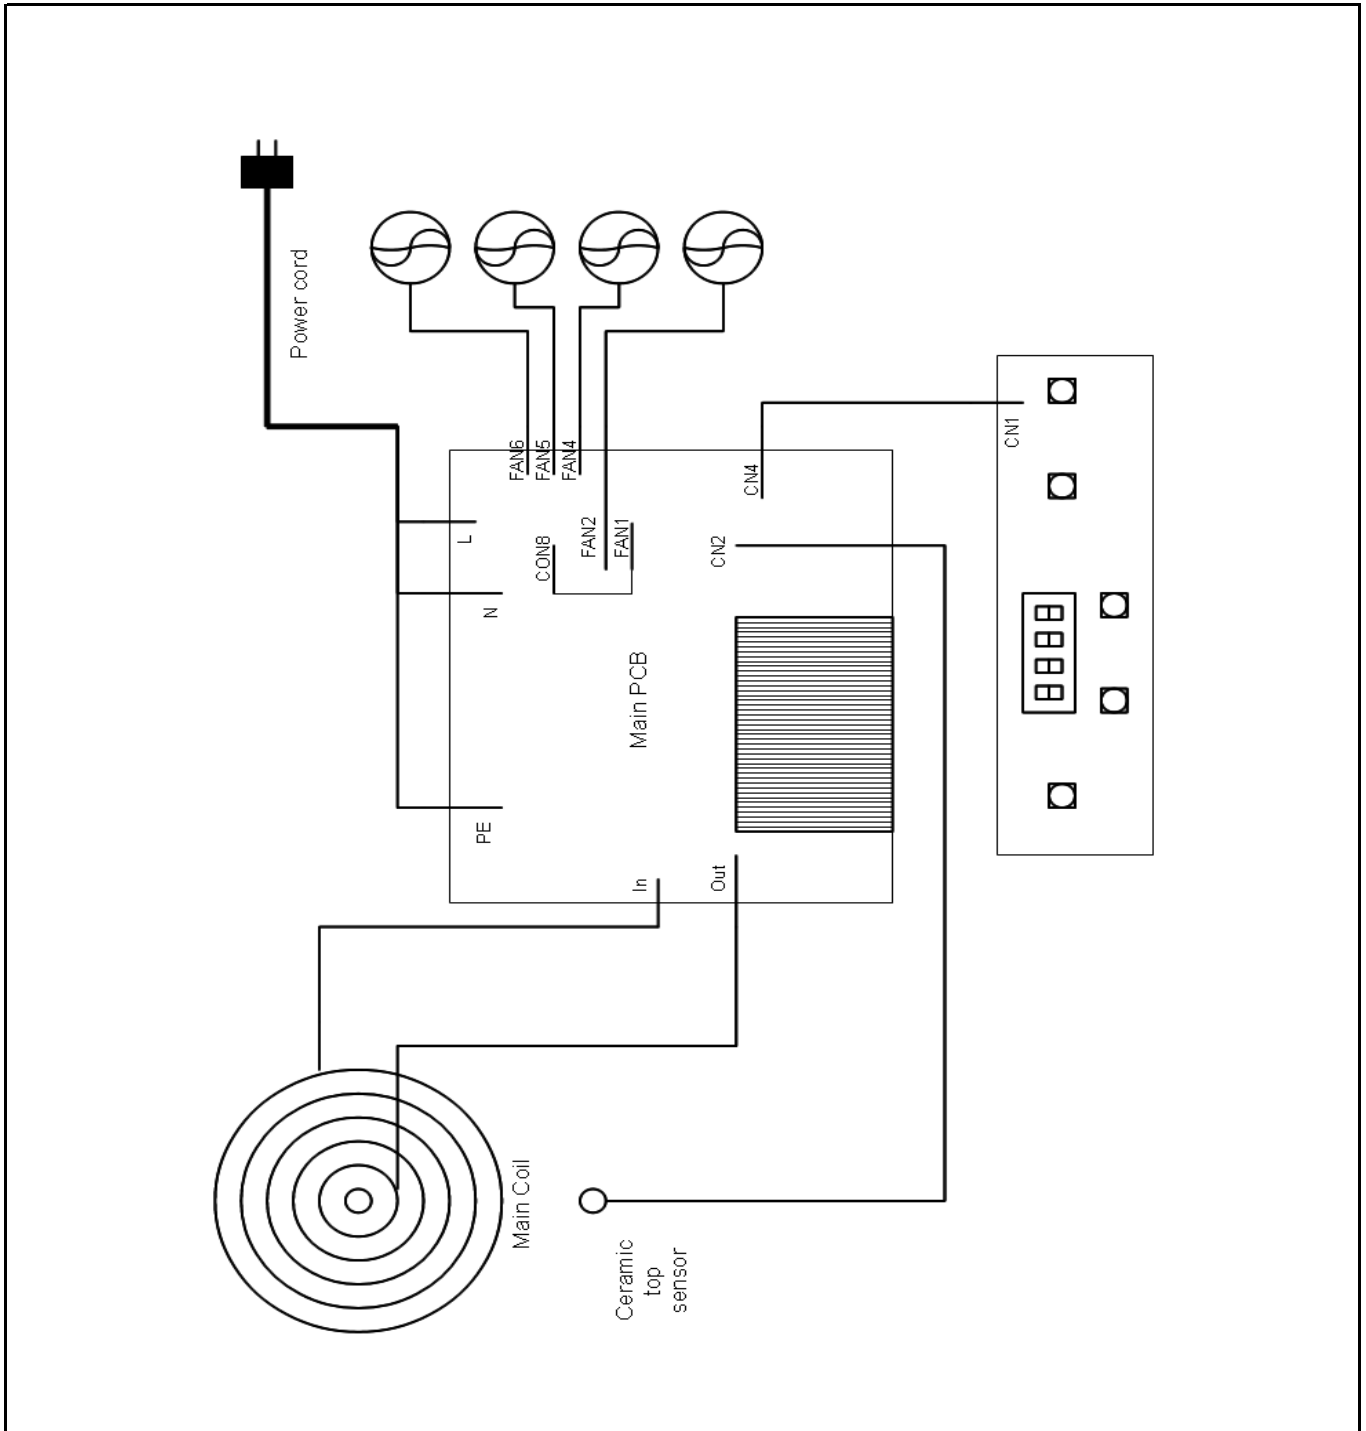 Power cord
FAN6
FAN5
FAN4
CN1
CN4
L
CON8
FAN2
FAN1
CN2
N
Main PCB
PE
In
Out
Main Coil
Ceramic
top
sensor